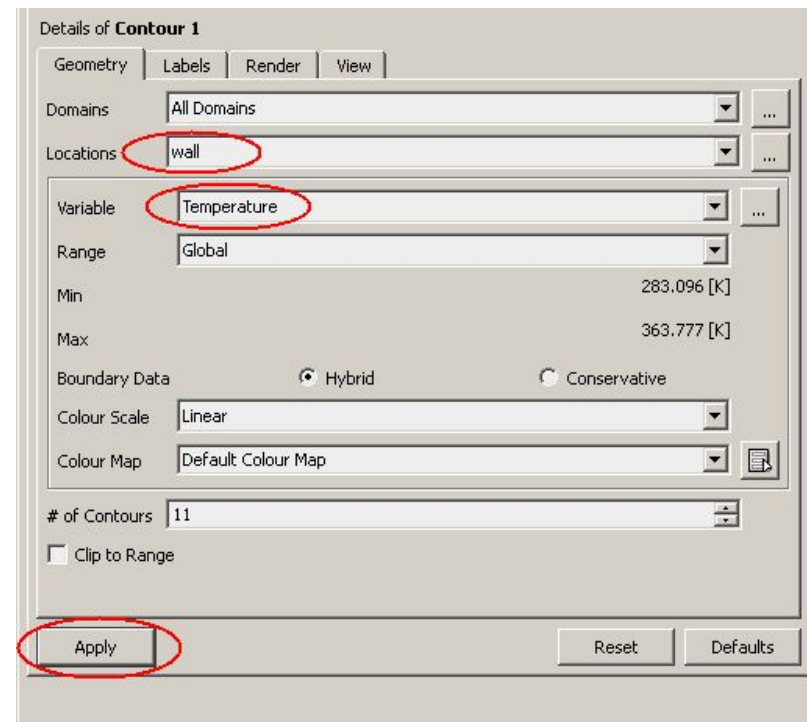 Details of Contour 1
Geometry Labels Render View
Domains All Domains ...
Locations wall ...
Variable Temperature ...
Range Global
Min 283.096 [K]
Max 363.777 [K]
Boundary Data Hybrid Conservative
Colour Scale Linear
Colour Map Default Colour Map
# of Contours 11
Clip to Range
Apply Reset Defaults